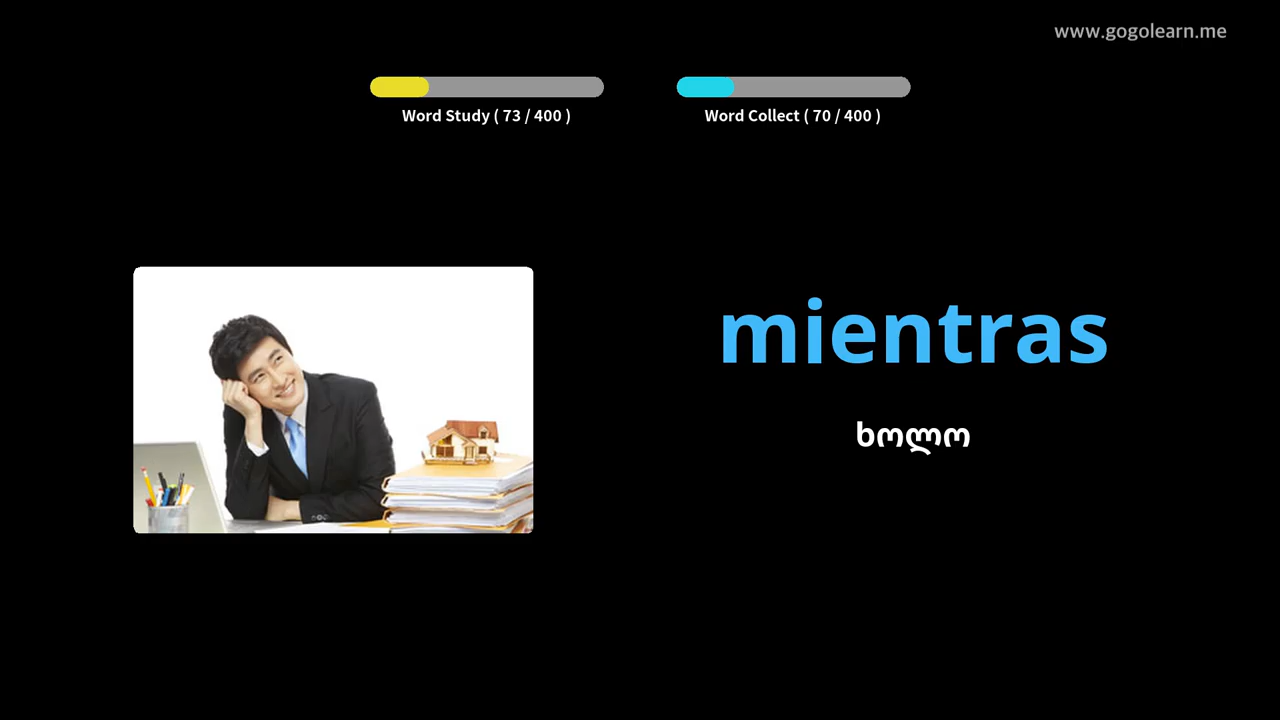 www.gogolearn.me
Word Study ( 73 / 400 )
Word Collect ( 70 / 400 )
mientras
ხოლო